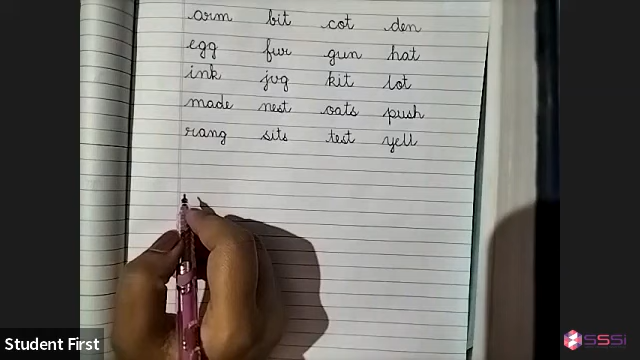 arm bit cot den
egg fur gun hat
ink jug kit lot
made nest oats push
rang sits test yell
Student First
SSSi